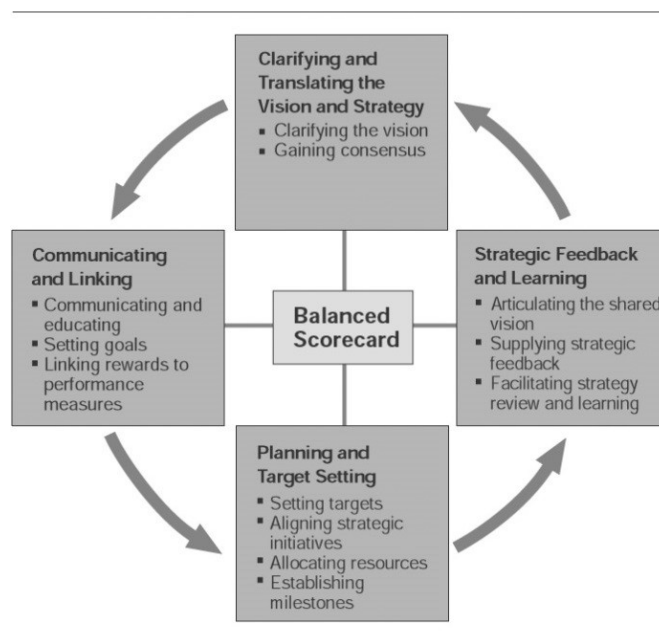 Clarifying and
Translating the
Vision and Strategy
▪ Clarifying the vision
▪ Gaining consensus
Communicating
and Linking
▪ Communicating and
educating
▪ Setting goals
▪ Linking rewards to
performance
measures
Balanced
Scorecard
Strategic Feedback
and Learning
▪ Articulating the shared
vision
▪ Supplying strategic
feedback
▪ Facilitating strategy
review and learning
Planning and
Target Setting
▪ Setting targets
▪ Aligning strategic
initiatives
▪ Allocating resources
▪ Establishing
milestones